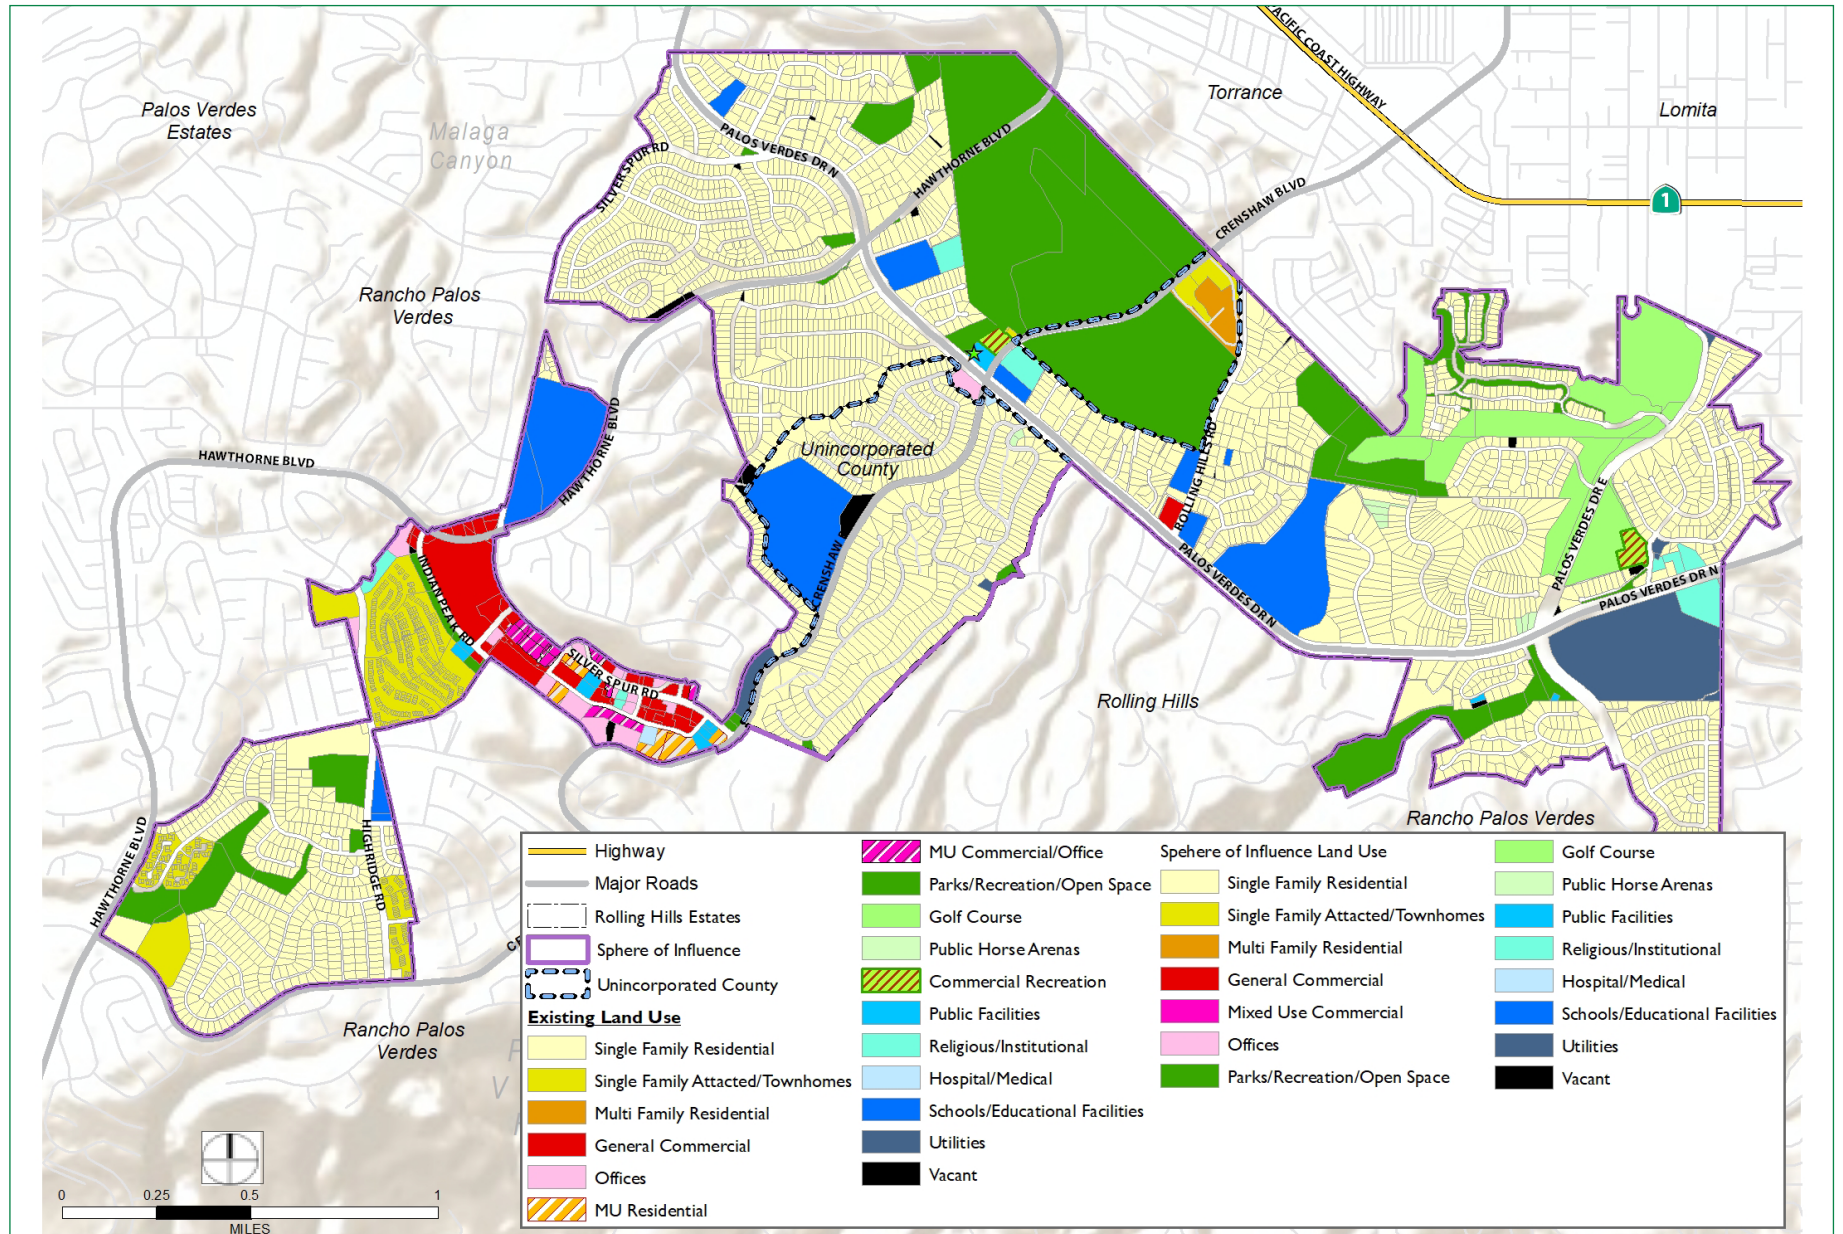 PACIFIC COAST HIGHWAY
Torrance
Lomita
Palos Verdes
Estates
Malaga
Canyon
PALOS VERDES DR N
HAWTHORNE BLVD
SILVER SPUR RD
CRENSHAW BLVD
1
Rancho Palos
Verdes
HAWTHORNE BLVD
HAWTHORNE BLVD
Unincorporated
County
ROLLING HILLS RD
PALOS VERDES DR E
PALOS VERDES DR N
PALOS VERDES DR N
CRENSHAW
INDIAN PEAK RD
SILVER SPUR RD
Rolling Hills
Rancho Palos Verdes
HIGHRIDGE RD
HAWTHORNE BLVD
Rancho Palos
Verdes
0 0.25 0.5 1
MILES
Highway
Major Roads
Rolling Hills Estates
Sphere of Influence
Unincorporated County
Existing Land Use
Single Family Residential
Single Family Attacted/Townhomes
Multi Family Residential
General Commercial
Offices
MU Residential
MU Commercial/Office
Parks/Recreation/Open Space
Golf Course
Public Horse Arenas
Commercial Recreation
Public Facilities
Religious/Institutional
Hospital/Medical
Schools/Educational Facilities
Utilities
Vacant
Spehere of Influence Land Use
Single Family Residential
Single Family Attacted/Townhomes
Multi Family Residential
General Commercial
Mixed Use Commercial
Offices
Parks/Recreation/Open Space
Golf Course
Public Horse Arenas
Public Facilities
Religious/Institutional
Hospital/Medical
Schools/Educational Facilities
Utilities
Vacant